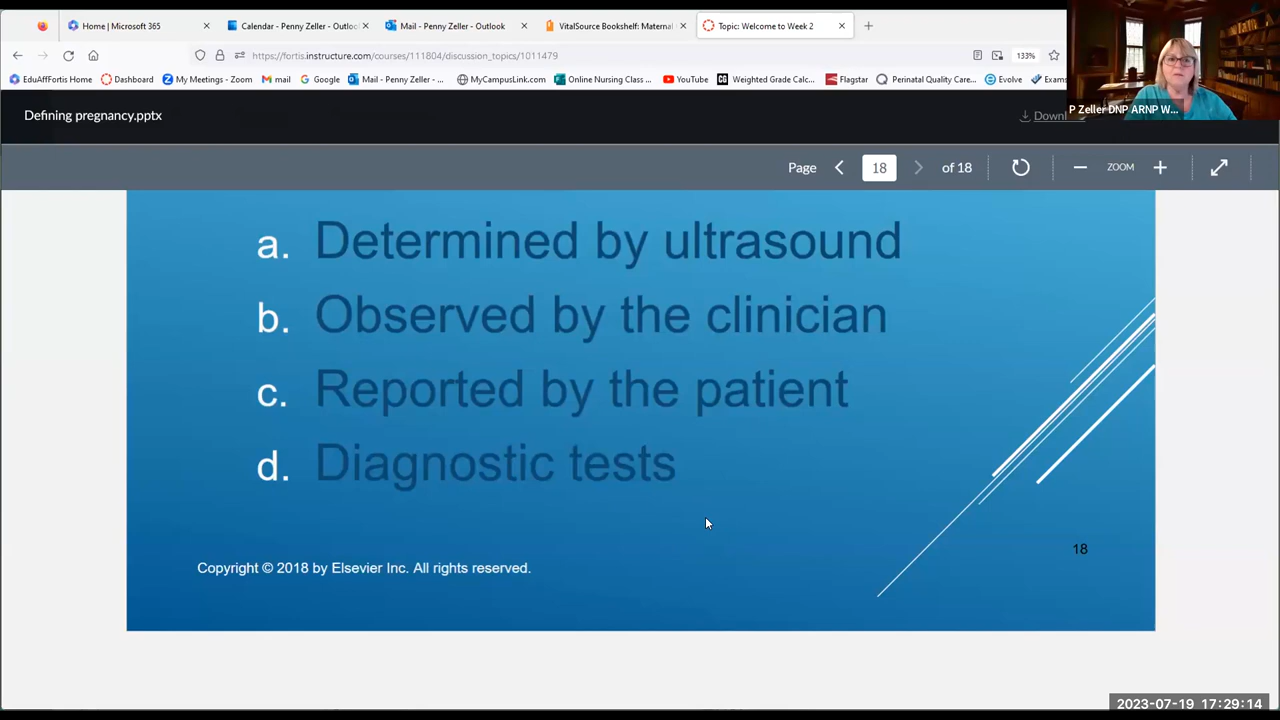 Home | Microsoft 365
Calendar - Penny Zeller - Outloo
Mail - Penny Zeller - Outlook
VitalSource Bookshelf: Maternal
Topic: Welcome to Week 2
https://fortis.instructure.com/courses/111804/discussion_topics/1011479
133%
EduAffFortis Home
Dashboard
My Meetings - Zoom
mail
Google
Mail - Penny Zeller - ...
MyCampusLink.com
Online Nursing Class ...
YouTube
Weighted Grade Calc...
Flagstar
Perinatal Quality Care...
Evolve
Exams
P Zeller DNP ARNP W...
Defining pregnancy.pptx
Downl
Page
18
of 18
ZOOM
a. Determined by ultrasound
b. Observed by the clinician
c. Reported by the patient
d. Diagnostic tests
18
Copyright © 2018 by Elsevier Inc. All rights reserved.
2023-07-19 17:29:14